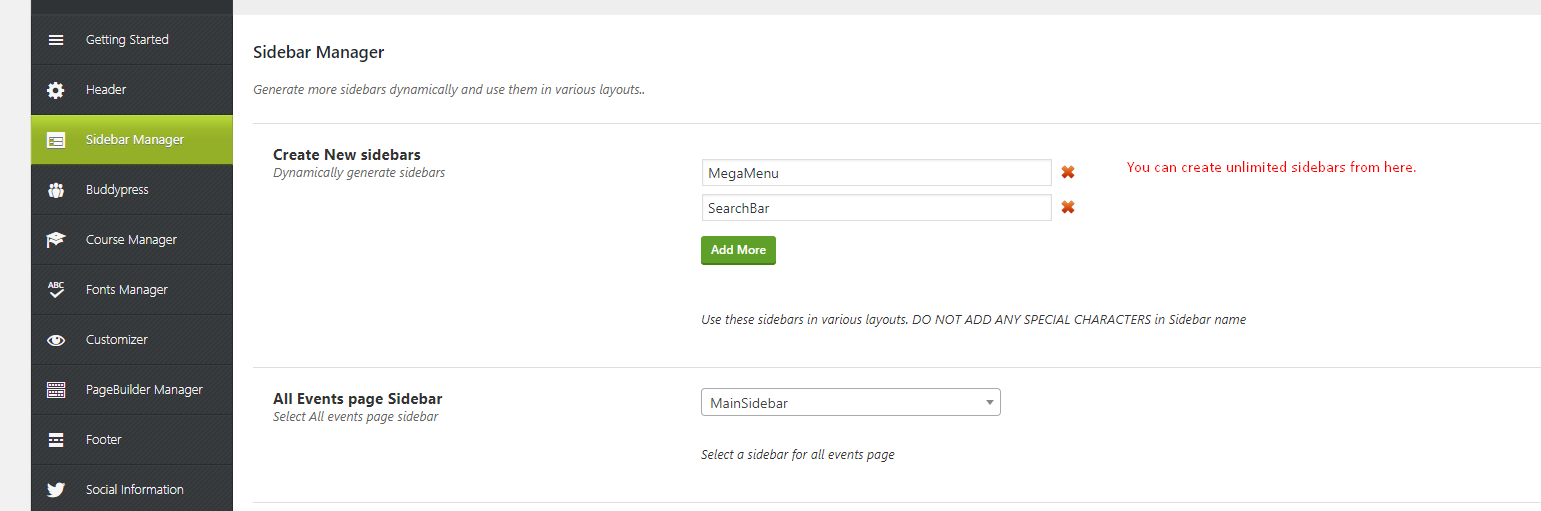 Getting Started
Header
Sidebar Manager
Buddypress
Course Manager
ABC
Fonts Manager
Customizer
PageBuilder Manager
Footer
Social Information
Sidebar Manager
Generate more sidebars dynamically and use them in various layouts..
Create New sidebars
Dynamically generate sidebars
MegaMenu
You can create unlimited sidebars from here.
SearchBar
Add More
Use these sidebars in various layouts. DO NOT ADD ANY SPECIAL CHARACTERS in Sidebar name
All Events page Sidebar
Select All events page sidebar
MainSidebar
Select a sidebar for all events page